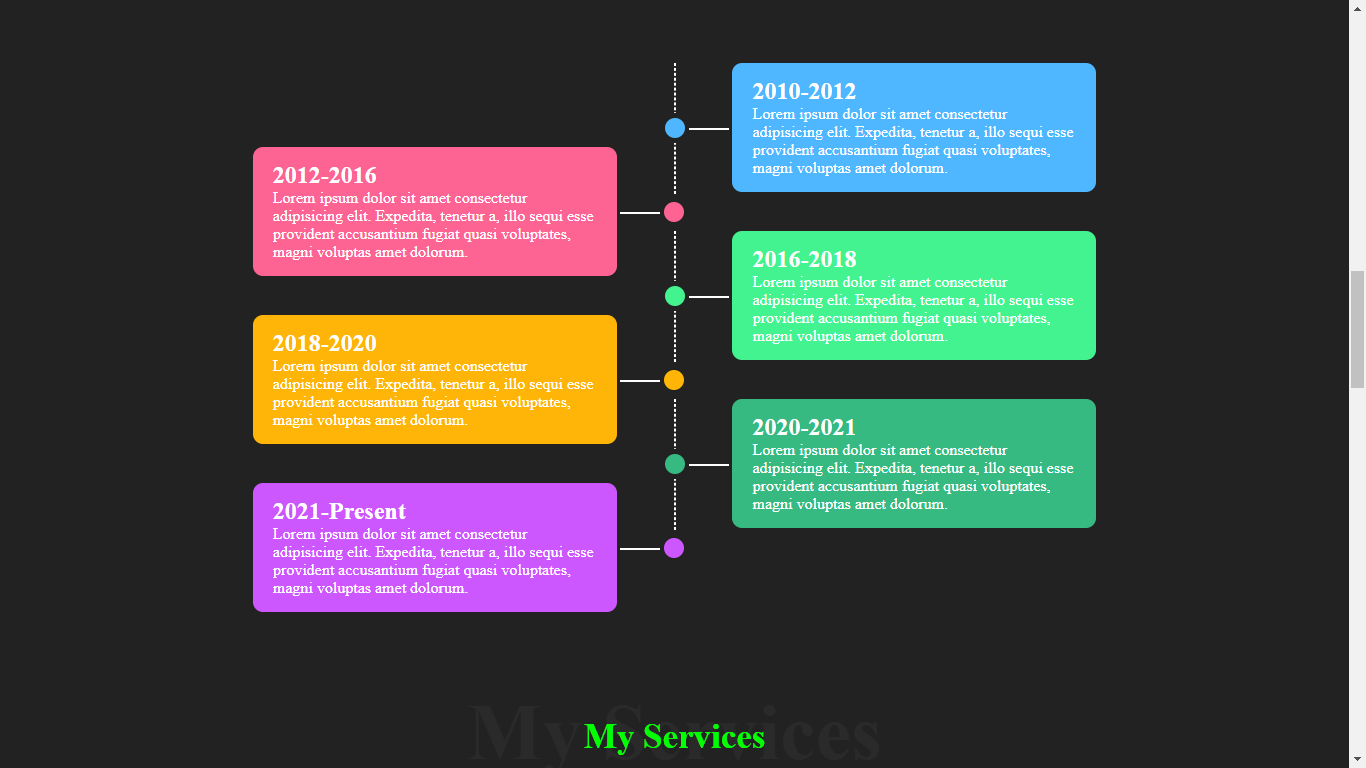 2010-2012
Lorem ipsum dolor sit amet consectetur
adipisicing elit. Expedita, tenetur a, illo sequi esse
provident accusantium fugiat quasi voluptates,
magni voluptas amet dolorum.
2012-2016
Lorem ipsum dolor sit amet consectetur
adipisicing elit. Expedita, tenetur a, illo sequi esse
provident accusantium fugiat quasi voluptates,
magni voluptas amet dolorum.
2016-2018
Lorem ipsum dolor sit amet consectetur
adipisicing elit. Expedita, tenetur a, illo sequi esse
provident accusantium fugiat quasi voluptates,
magni voluptas amet dolorum.
2018-2020
Lorem ipsum dolor sit amet consectetur
adipisicing elit. Expedita, tenetur a, illo sequi esse
provident accusantium fugiat quasi voluptates,
magni voluptas amet dolorum.
2020-2021
Lorem ipsum dolor sit amet consectetur
adipisicing elit. Expedita, tenetur a, illo sequi esse
provident accusantium fugiat quasi voluptates,
magni voluptas amet dolorum.
2021-Present
Lorem ipsum dolor sit amet consectetur
adipisicing elit. Expedita, tenetur a, illo sequi esse
provident accusantium fugiat quasi voluptates,
magni voluptas amet dolorum.
My Services
My Services